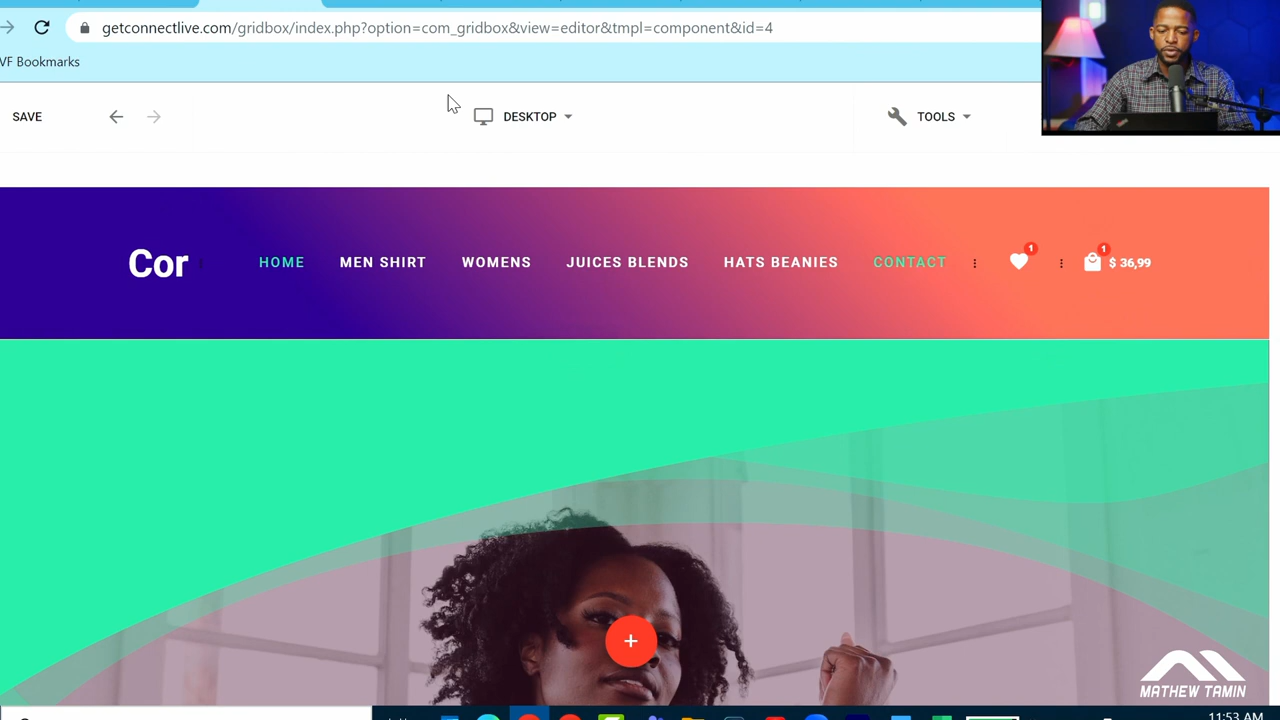 getconnectlive.com/gridbox/index.php?option=com_gridbox&view=editor&tmpl=component&id=4
VF Bookmarks
SAVE
DESKTOP
TOOLS
Cor
HOME
MEN SHIRT
WOMENS
JUICES BLENDS
HATS BEANIES
CONTACT
1
1
$ 36,99
MATHEW TAMIN
11:53 AM